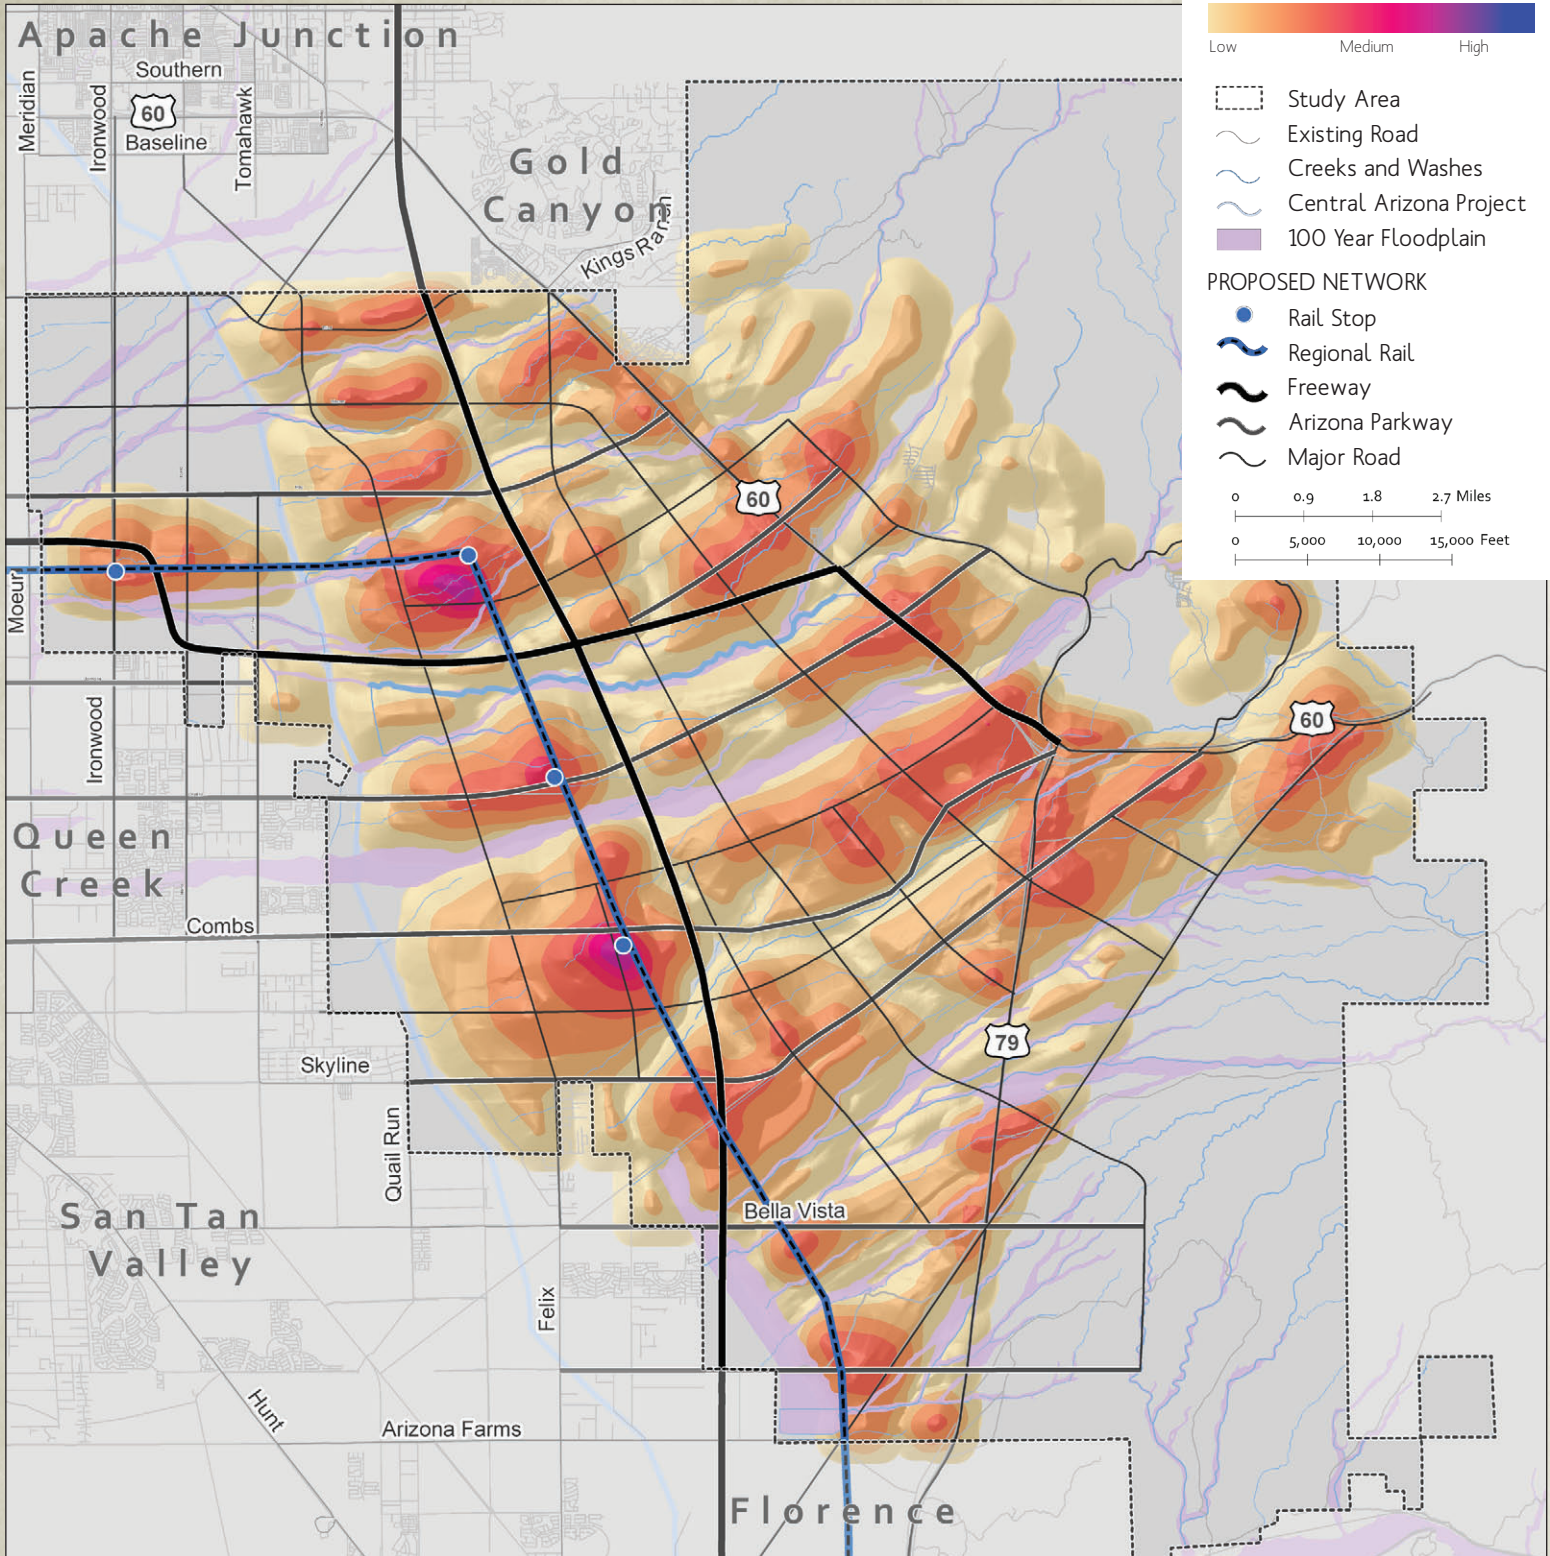 Apache Junction
Southern
60
Baseline
Meridian
Ironwood
Tomahawk
Gold
Canyon
Kings Ranch
Low Medium High
Study Area
Existing Road
Creeks and Washes
Central Arizona Project
100 Year Floodplain
PROPOSED NETWORK
Rail Stop
Regional Rail
Freeway
Arizona Parkway
Major Road
0 0.9 1.8 2.7 Miles
0 5,000 10,000 15,000 Feet
60
Moeur
Ironwood
60
Queen
Creek
Combs
Skyline
79
Quail Run
San Tan
Valley
Bella Vista
Felix
Hunt
Arizona Farms
Florence